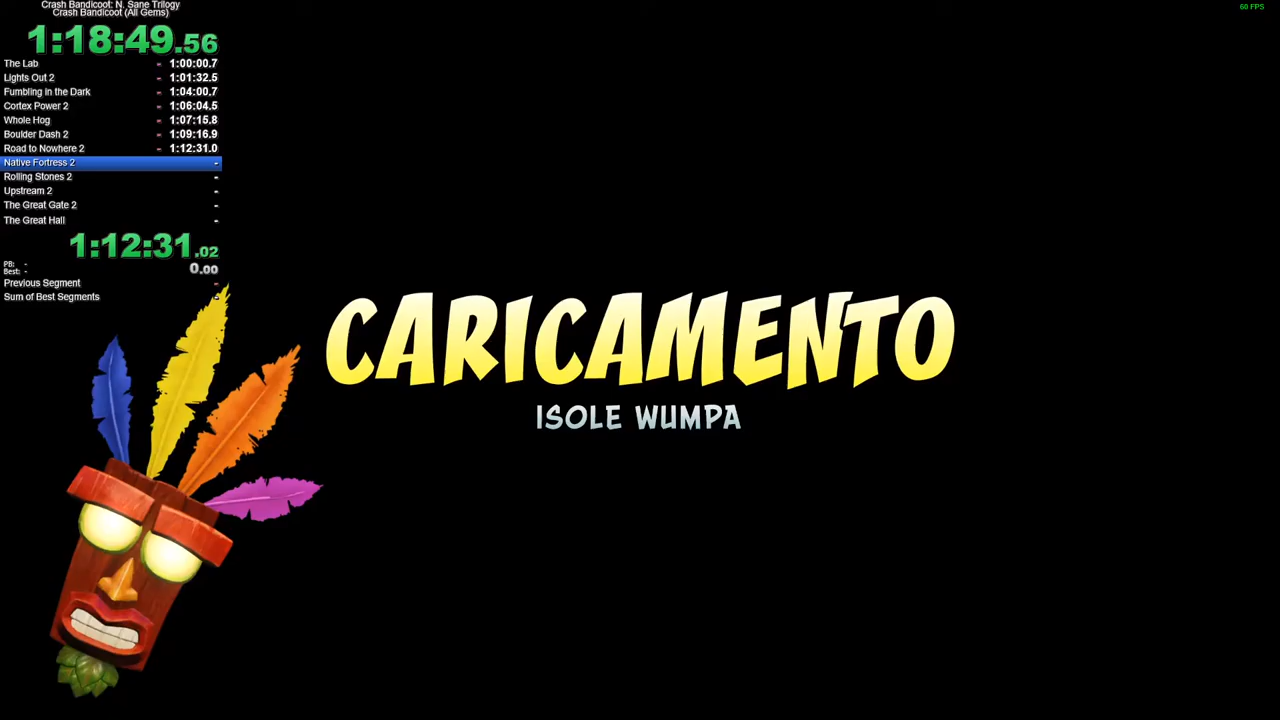 Crash Bandicoot: N. Sane Trilogy
Crash Bandicoot (All Gems)
1:18:49.56
The Lab - 1:00:00.7
Lights Out 2 - 1:01:32.5
Fumbling in the Dark - 1:04:00.7
Cortex Power 2 - 1:06:04.5
Whole Hog - 1:07:15.8
Boulder Dash 2 - 1:09:16.9
Road to Nowhere 2 - 1:12:31.0
Native Fortress 2 -
Rolling Stones 2 -
Upstream 2 -
The Great Gate 2 -
The Great Hall -
1:12:31.02
PB: - 0.00
Best: -
Previous Segment -
Sum of Best Segments -
60 FPS
CARICAMENTO
ISOLE WUMPA